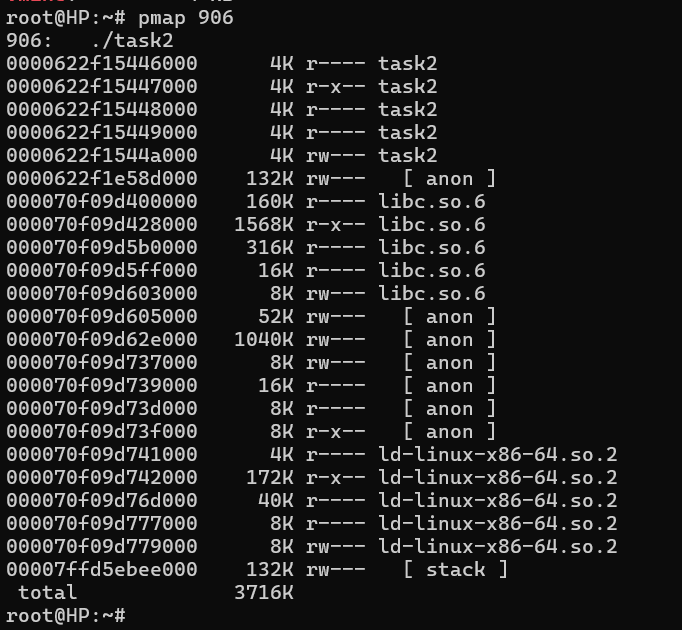 root@HP:~# pmap 906
906:   ./task2
0000622f15446000      4K r---- task2
0000622f15447000      4K r-x-- task2
0000622f15448000      4K r---- task2
0000622f15449000      4K r---- task2
0000622f1544a000      4K rw--- task2
0000622f1e58d000    132K rw---   [ anon ]
000070f09d400000    160K r---- libc.so.6
000070f09d428000   1568K r-x-- libc.so.6
000070f09d5b0000    316K r---- libc.so.6
000070f09d5ff000     16K r---- libc.so.6
000070f09d603000      8K rw--- libc.so.6
000070f09d605000     52K rw---   [ anon ]
000070f09d62e000   1040K rw---   [ anon ]
000070f09d737000      8K rw---   [ anon ]
000070f09d739000     16K r----   [ anon ]
000070f09d73d000      8K r----   [ anon ]
000070f09d73f000      8K r-x--   [ anon ]
000070f09d741000      4K r---- ld-linux-x86-64.so.2
000070f09d742000    172K r-x-- ld-linux-x86-64.so.2
000070f09d76d000     40K r---- ld-linux-x86-64.so.2
000070f09d777000      8K r---- ld-linux-x86-64.so.2
000070f09d779000      8K rw--- ld-linux-x86-64.so.2
00007ffd5ebee000    132K rw---   [ stack ]
 total             3716K
root@HP:~#